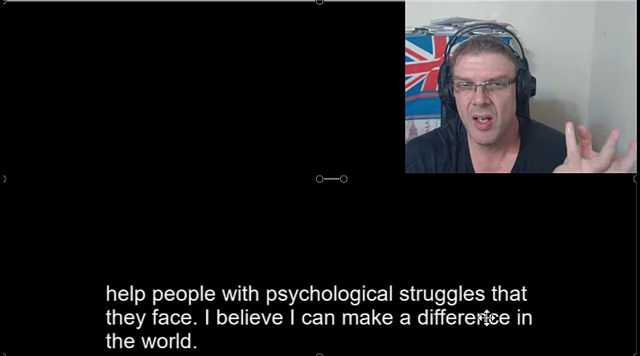 help people with psychological struggles that
they face. I believe I can make a difference in
the world.